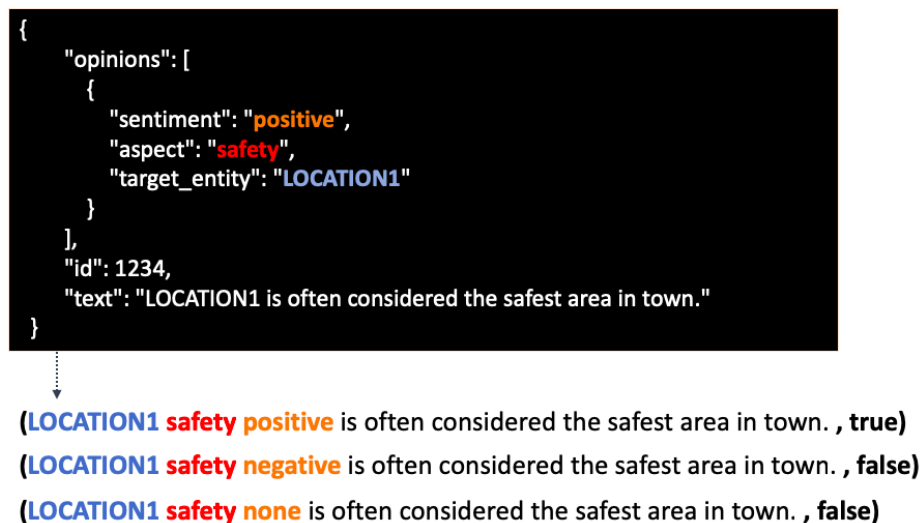 {
"opinions": [
{
"sentiment": "positive",
"aspect": "safety",
"target_entity": "LOCATION1"
}
],
"id": 1234,
"text": "LOCATION1 is often considered the safest area in town."
}
(LOCATION1 safety positive is often considered the safest area in town. , true)
(LOCATION1 safety negative is often considered the safest area in town. , false)
(LOCATION1 safety none is often considered the safest area in town. , false)